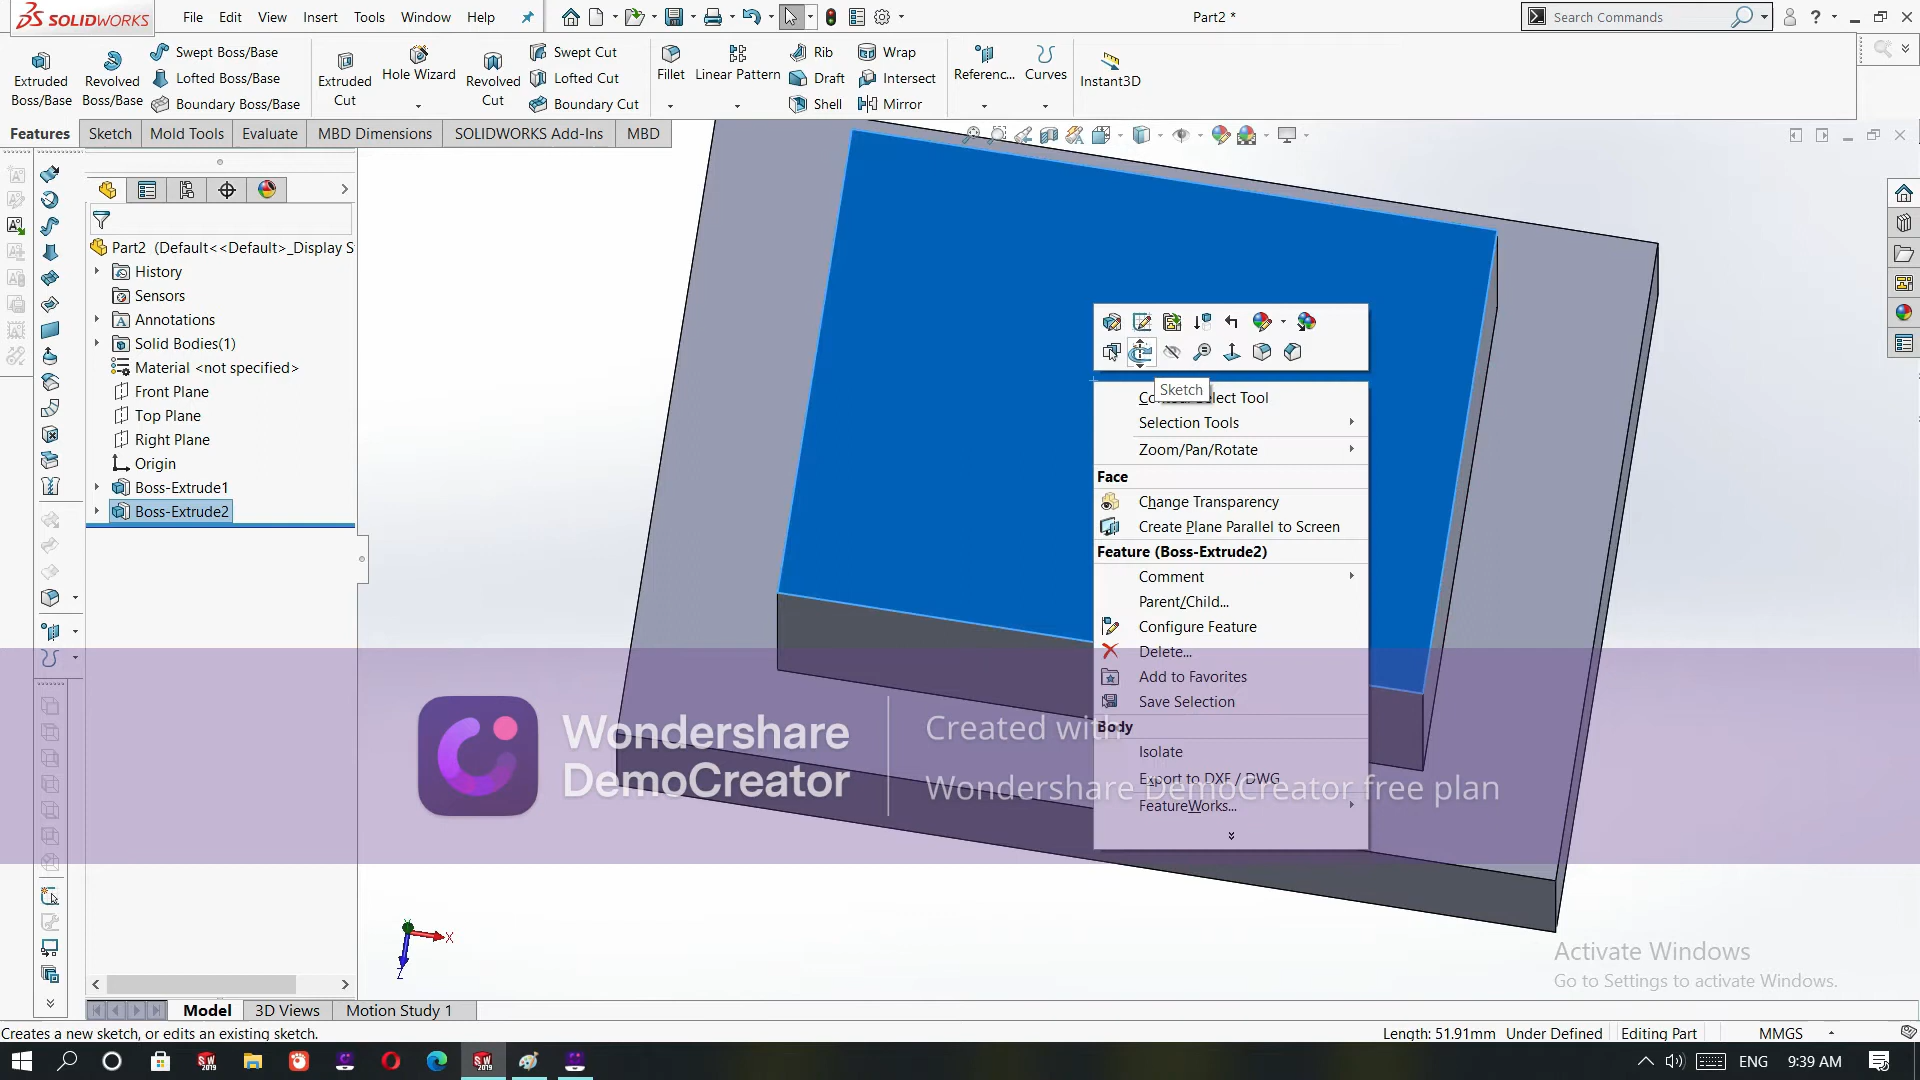 SOLIDWORKS
File Edit View Insert Tools Window Help
Part2 *
Search Commands
Extruded Boss/Base
Revolved Boss/Base
Swept Boss/Base
Lofted Boss/Base
Boundary Boss/Base
Extruded Cut
Hole Wizard
Revolved Cut
Swept Cut
Lofted Cut
Boundary Cut
Fillet
Linear Pattern
Rib
Draft
Shell
Wrap
Intersect
Mirror
Referenc...
Curves
Instant3D
Features Sketch Mold Tools Evaluate MBD Dimensions SOLIDWORKS Add-Ins MBD
Part2 (Default<<Default>_Display S
History
Sensors
Annotations
Solid Bodies(1)
Material <not specified>
Front Plane
Top Plane
Right Plane
Origin
Boss-Extrude1
Boss-Extrude2
Sketch
Select Tool
Selection Tools
Zoom/Pan/Rotate
Face
Change Transparency
Create Plane Parallel to Screen
Feature (Boss-Extrude2)
Comment
Parent/Child...
Configure Feature
Delete...
Add to Favorites
Save Selection
Body
Isolate
Export to DXF / DWG
FeatureWorks...
Wondershare
DemoCreator
Created with
Wondershare DemoCreator free plan
Y
X
Z
Activate Windows
Go to Settings to activate Windows.
Model 3D Views Motion Study 1
Creates a new sketch, or edits an existing sketch.
Length: 51.91mm Under Defined Editing Part MMGS
ENG 9:39 AM